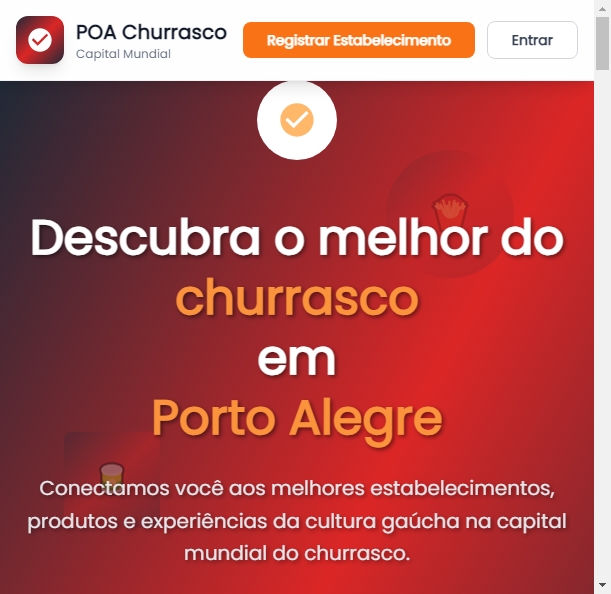 POA Churrasco
Capital Mundial
Registrar Estabelecimento
Entrar
Descubra o melhor do
churrasco
em
Porto Alegre
Conectamos você aos melhores estabelecimentos,
produtos e experiências da cultura gaúcha na capital
mundial do churrasco.